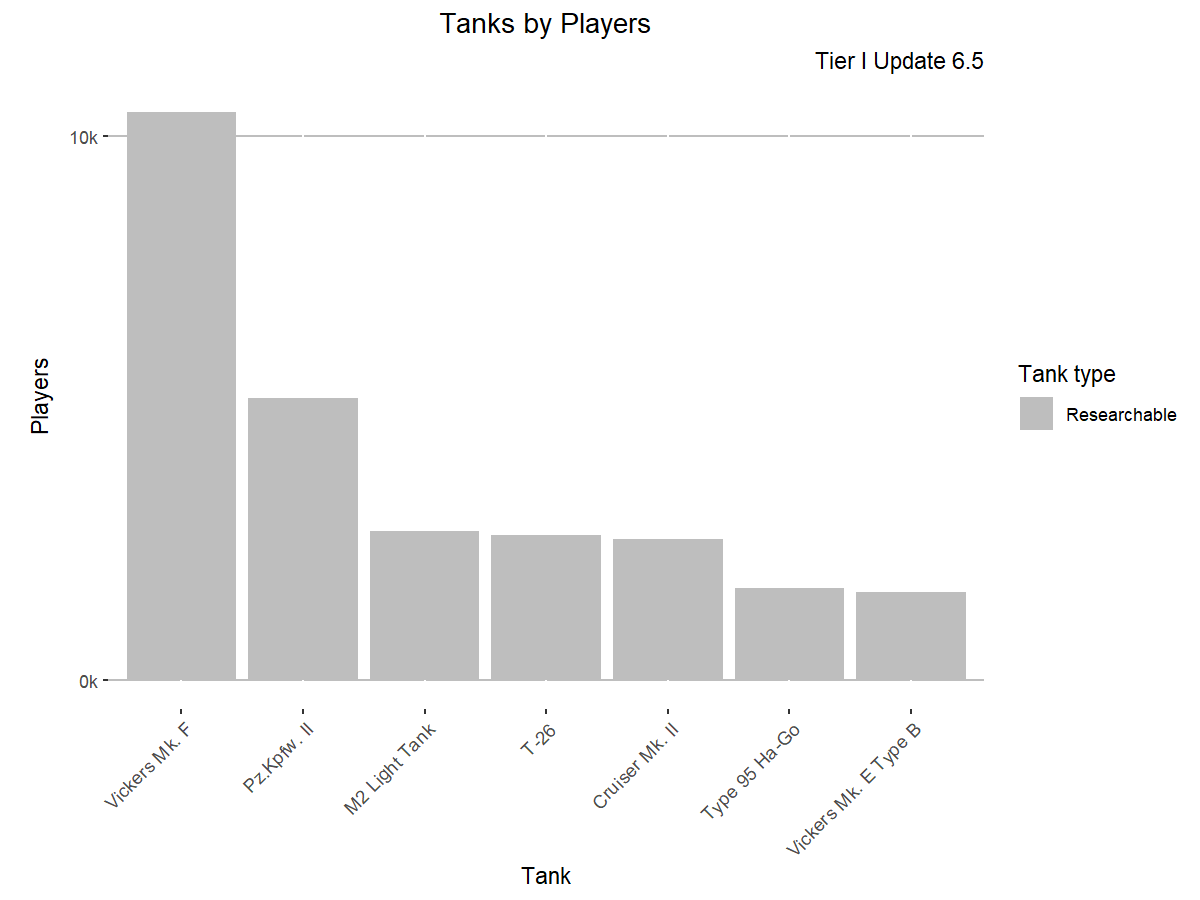 Tanks by Players
Tier I Update 6.5
10k
0k
Players
Vickers Mk. F
Pz.Kpfw. II
M2 Light Tank
T-26
Cruiser Mk. II
Type 95 Ha-Go
Vickers Mk. E Type B
Tank
Tank type
Researchable